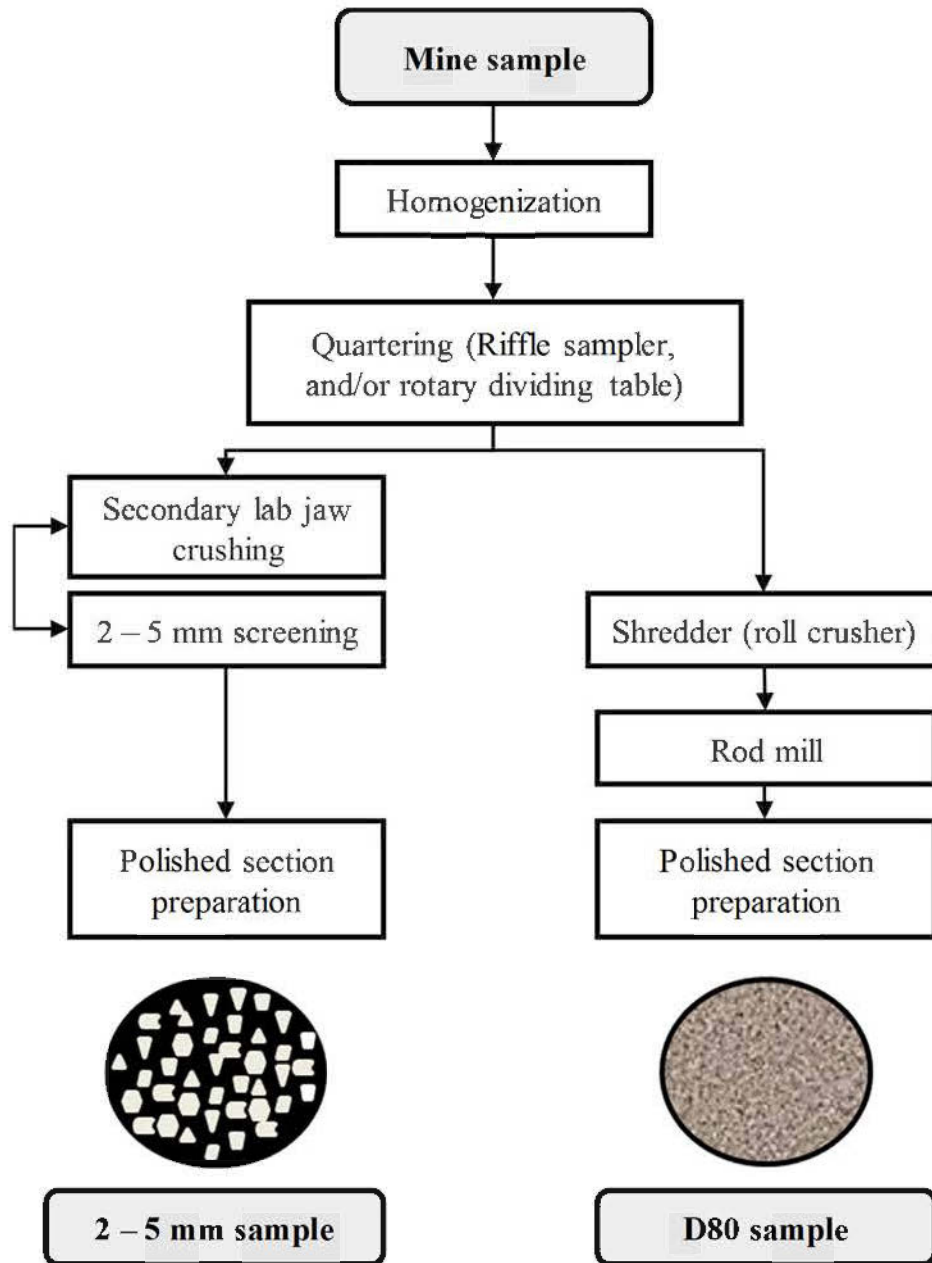 Mine sample
Homogenization
Quartering (Riffle sampler,
and/or rotary dividing table)
Secondary lab jaw
crushing
2 – 5 mm screening
Shredder (roll crusher)
Rod mill
Polished section
preparation
Polished section
preparation
2 – 5 mm sample
D80 sample